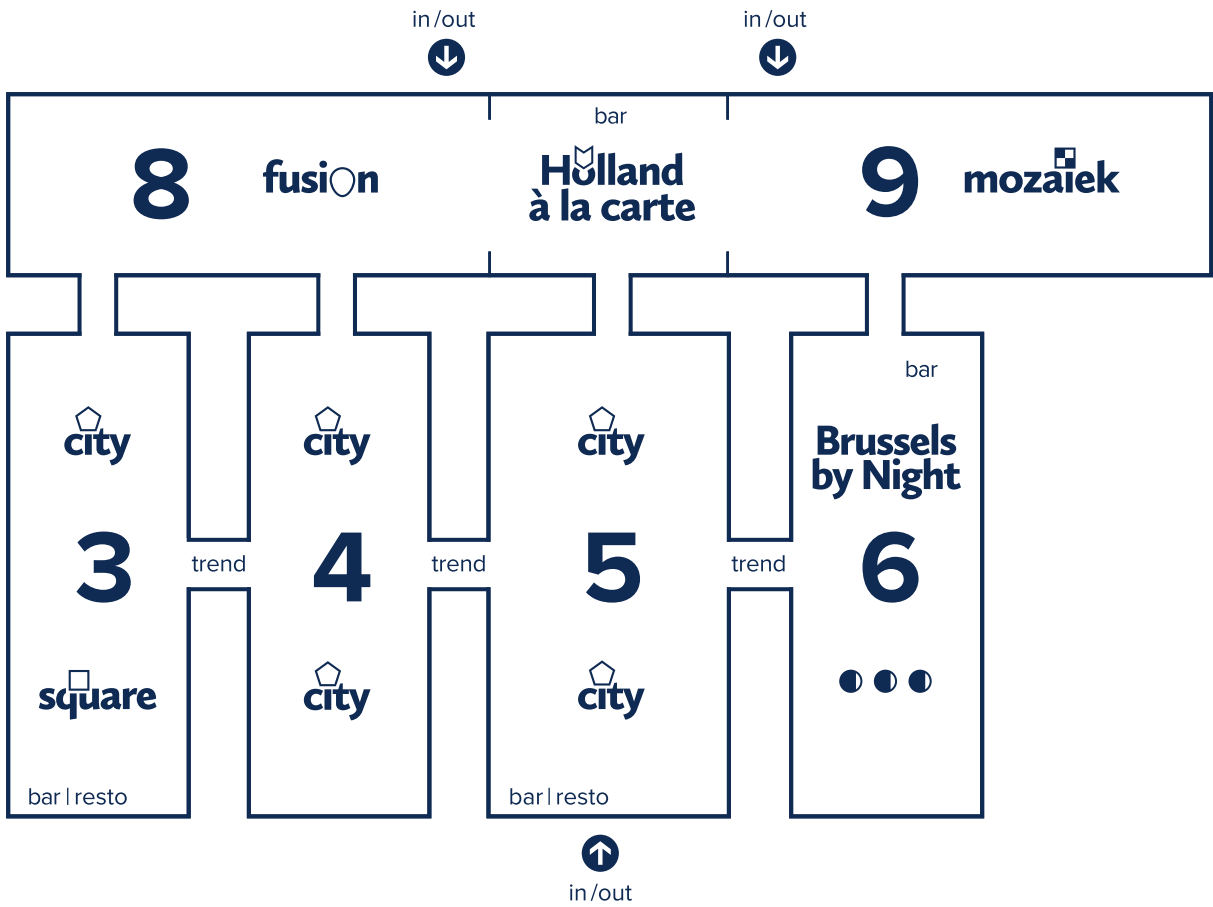 in/out
in/out
bar
8
fusion
Holland
à la carte
9
mozaïek
bar
city
city
city
Brussels
by Night
3
trend
4
trend
5
trend
6
square
city
city
bar | resto
bar | resto
in/out